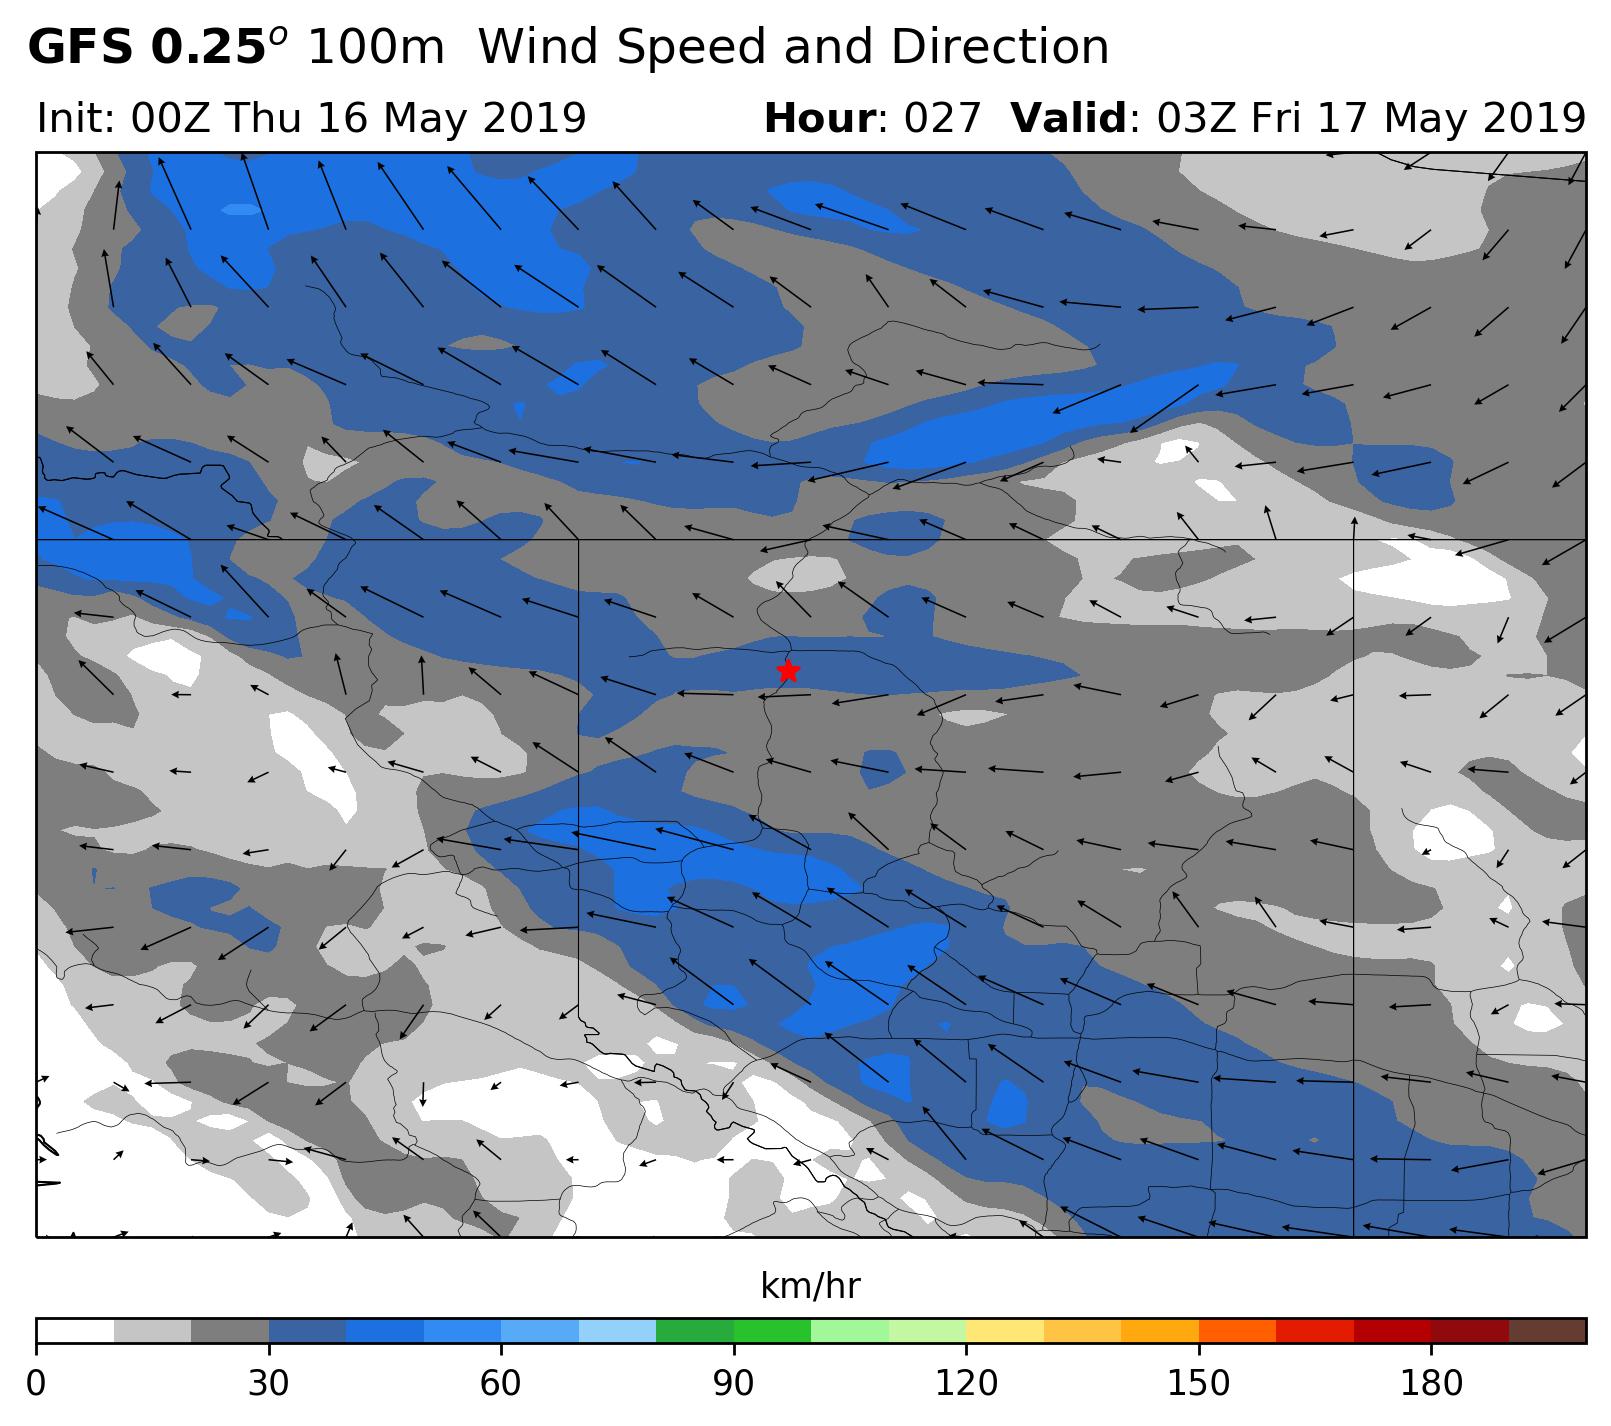 GFS 0.25° 100m Wind Speed and Direction
Init: 00Z Thu 16 May 2019 Hour: 027 Valid: 03Z Fri 17 May 2019
km/hr
0 30 60 90 120 150 180